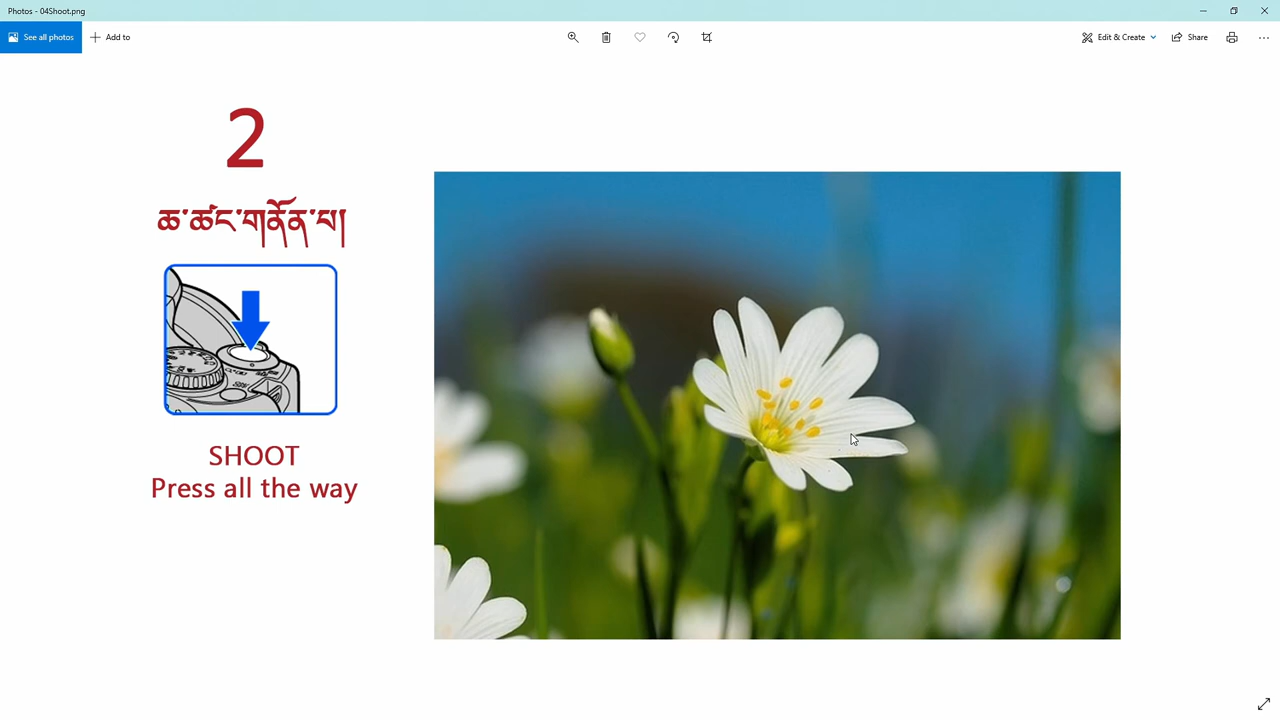 Photos - 04Shoot.png
See all photos
Add to
Edit & Create
Share
2
ཆ་ཚང་གནོན་པ།
SHOOT
Press all the way